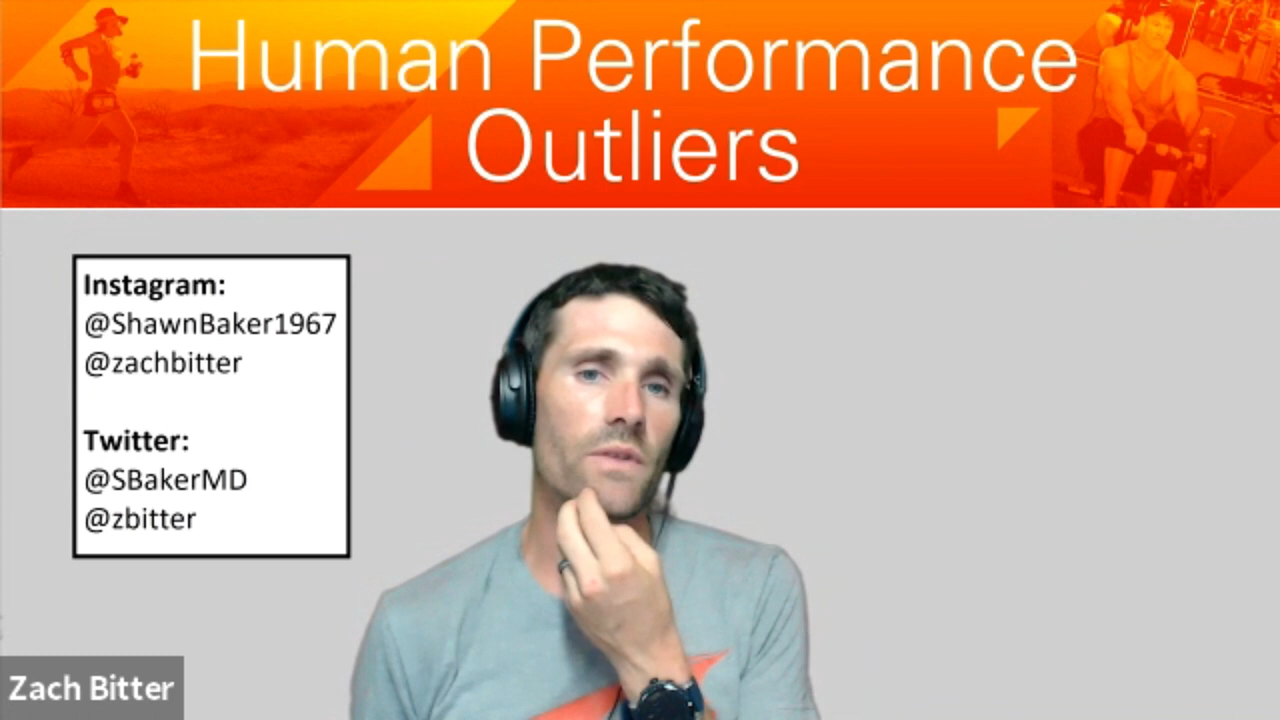 Human Performance
Outliers
Instagram:
@ShawnBaker1967
@zachbitter
Twitter:
@SBakerMD
@zbitter
Zach Bitter